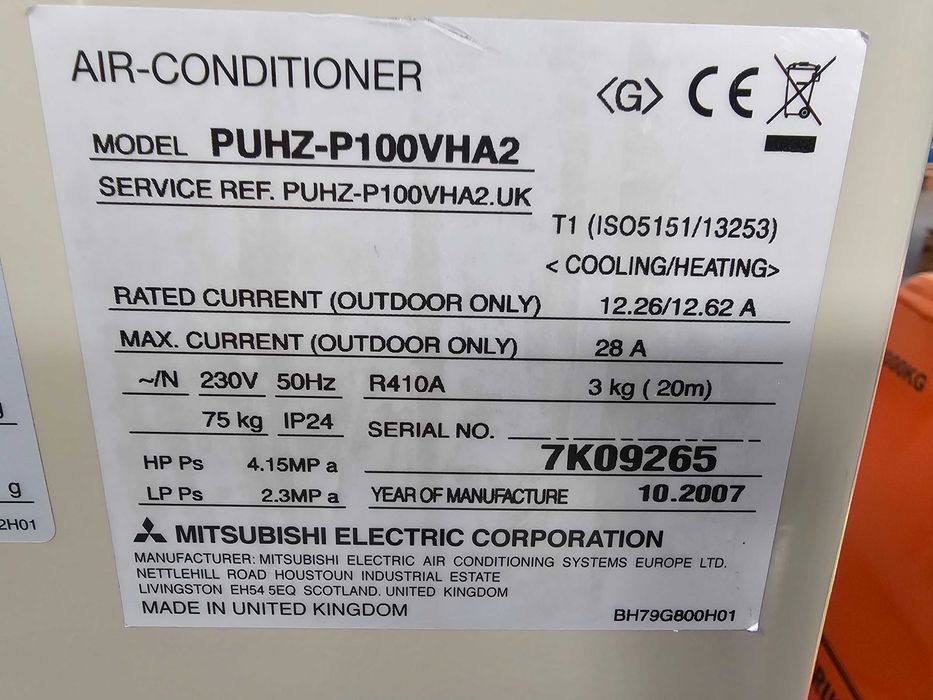 AIR-CONDITIONER
<G> CE
MODEL PUHZ-P100VHA2
SERVICE REF. PUHZ-P100VHA2.UK
T1 (ISO5151/13253)
< COOLING/HEATING>
RATED CURRENT (OUTDOOR ONLY) 12.26/12.62 A
MAX. CURRENT (OUTDOOR ONLY) 28 A
~/N 230V 50Hz R410A 3 kg ( 20m)
75 kg IP24 SERIAL NO. 7K09265
HP Ps 4.15MP a
LP Ps 2.3MP a YEAR OF MANUFACTURE 10.2007
MITSUBISHI ELECTRIC CORPORATION
MANUFACTURER: MITSUBISHI ELECTRIC AIR CONDITIONING SYSTEMS EUROPE LTD.
NETTLEHILL ROAD HOUSTOUN INDUSTRIAL ESTATE
LIVINGSTON EH54 5EQ SCOTLAND. UNITED KINGDOM
MADE IN UNITED KINGDOM BH79G800H01
g
2H01